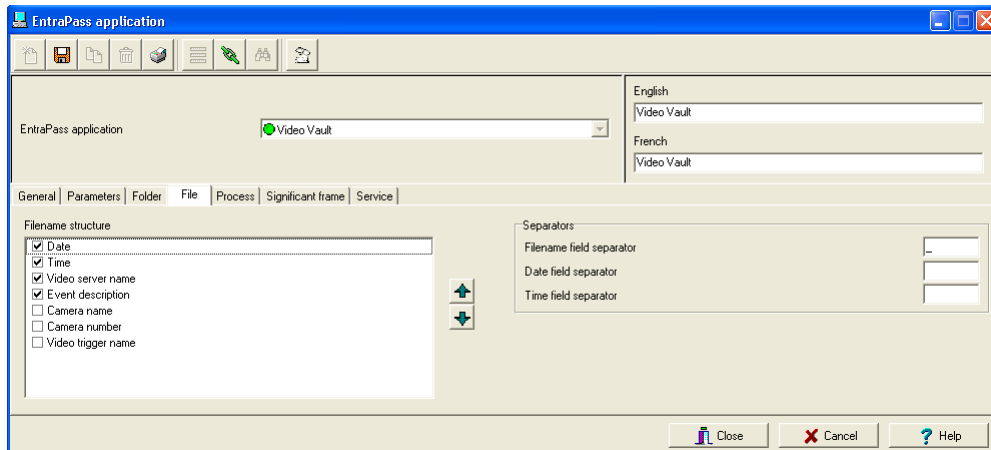 EntraPass application
English
Video Vault
EntraPass application
Video Vault
French
Video Vault
General Parameters Folder File Process Significant frame Service
Filename structure
Date
Time
Video server name
Event description
Camera name
Camera number
Video trigger name
Separators
Filename field separator _
Date field separator
Time field separator
Close Cancel ? Help